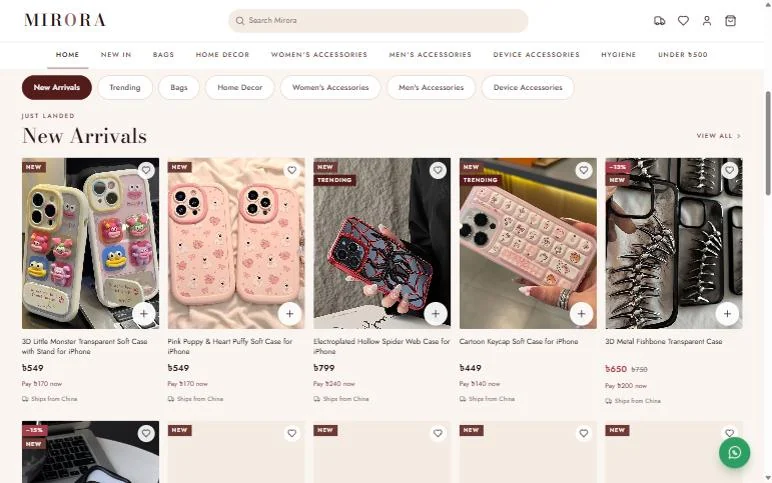 MIRORA
Search Mirora
HOME NEW IN BAGS HOME DECOR WOMEN'S ACCESSORIES MEN'S ACCESSORIES DEVICE ACCESSORIES HYGIENE UNDER ৳500
New Arrivals Trending Bags Home Decor Women's Accessories Men's Accessories Device Accessories
JUST LANDED
New Arrivals
VIEW ALL
NEW
NEW
NEW
TRENDING
NEW
TRENDING
-13%
NEW
3D Little Monster Transparent Soft Case
with Stand for iPhone
৳549
Pay ৳170 now
Ships from China
Pink Puppy & Heart Puffy Soft Case for
iPhone
৳549
Pay ৳170 now
Ships from China
Electroplated Hollow Spider Web Case for
iPhone
৳799
Pay ৳240 now
Ships from China
Cartoon Keycap Soft Case for iPhone
৳449
Pay ৳140 now
Ships from China
3D Metal Fishbone Transparent Case
৳650 ৳750
Pay ৳200 now
Ships from China
-15%
NEW
NEW
NEW
NEW
NEW